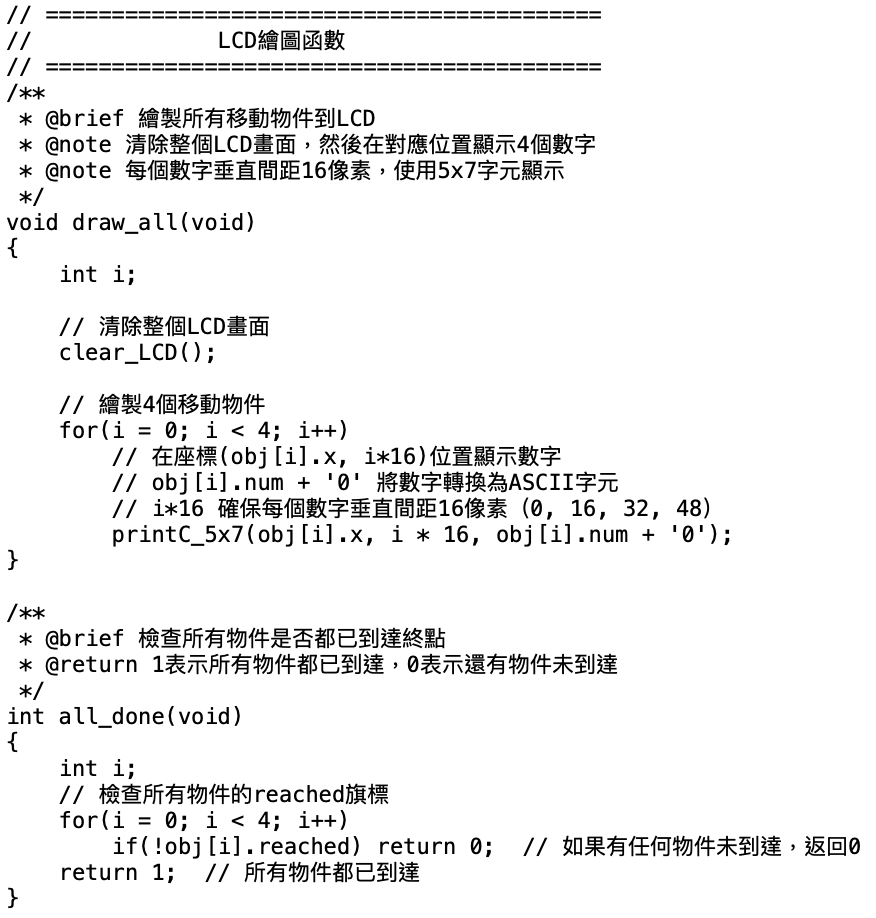 // ==========================================
//              LCD繪圖函數
// ==========================================
/**
 * @brief 繪製所有移動物件到LCD
 * @note 清除整個LCD畫面，然後在對應位置顯示4個數字
 * @note 每個數字垂直間距16像素，使用5x7字元顯示
 */
void draw_all(void)
{
    int i;

    // 清除整個LCD畫面
    clear_LCD();

    // 繪製4個移動物件
    for(i = 0; i < 4; i++)
        // 在座標(obj[i].x, i*16)位置顯示數字
        // obj[i].num + '0' 將數字轉換為ASCII字元
        // i*16 確保每個數字垂直間距16像素 (0, 16, 32, 48)
        printC_5x7(obj[i].x, i * 16, obj[i].num + '0');
}

/**
 * @brief 檢查所有物件是否都已到達終點
 * @return 1表示所有物件都已到達，0表示還有物件未到達
 */
int all_done(void)
{
    int i;
    // 檢查所有物件的reached旗標
    for(i = 0; i < 4; i++)
        if(!obj[i].reached) return 0;  // 如果有任何物件未到達，返回0
    return 1;  // 所有物件都已到達
}